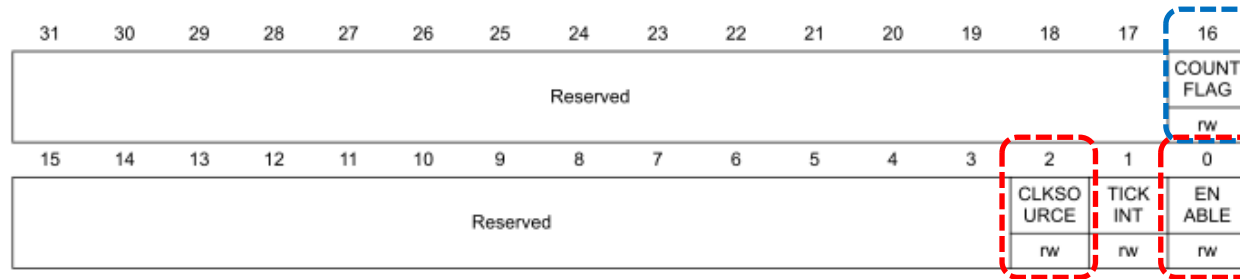 31 30 29 28 27 26 25 24 23 22 21 20 19 18 17 16
Reserved
COUNT
FLAG
rw
15 14 13 12 11 10 9 8 7 6 5 4 3 2 1 0
Reserved
CLKSO
URCE
TICK
INT
EN
ABLE
rw rw rw